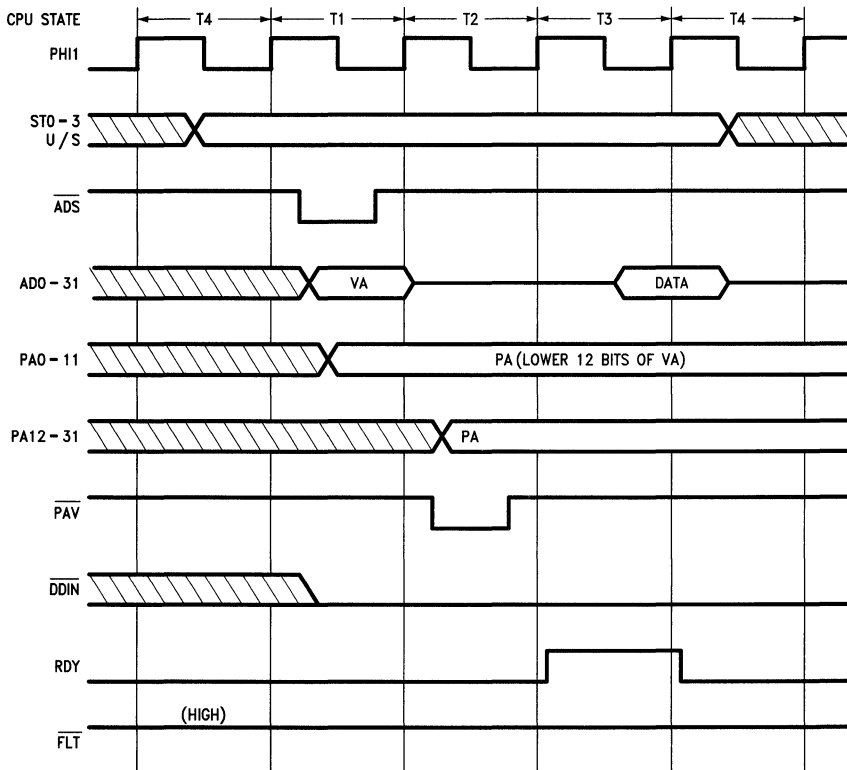 CPU STATE T4 T1 T2 T3 T4
PHI1
ST0-3
U/S
ADS
AD0-31 VA DATA
PA0-11 PA (LOWER 12 BITS OF VA)
PA12-31 PA
PAV
DDIN
RDY
(HIGH)
FLT